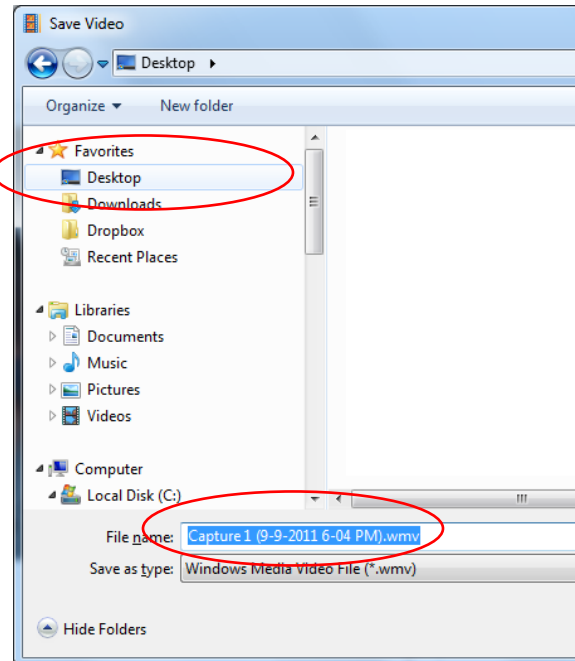 Save Video
Desktop
Organize New folder
Favorites
Desktop
Downloads
Dropbox
Recent Places
Libraries
Documents
Music
Pictures
Videos
Computer
Local Disk (C:)
File name: Capture 1 (9-9-2011 6-04 PM).wmv
Save as type: Windows Media Video File (*.wmv)
Hide Folders